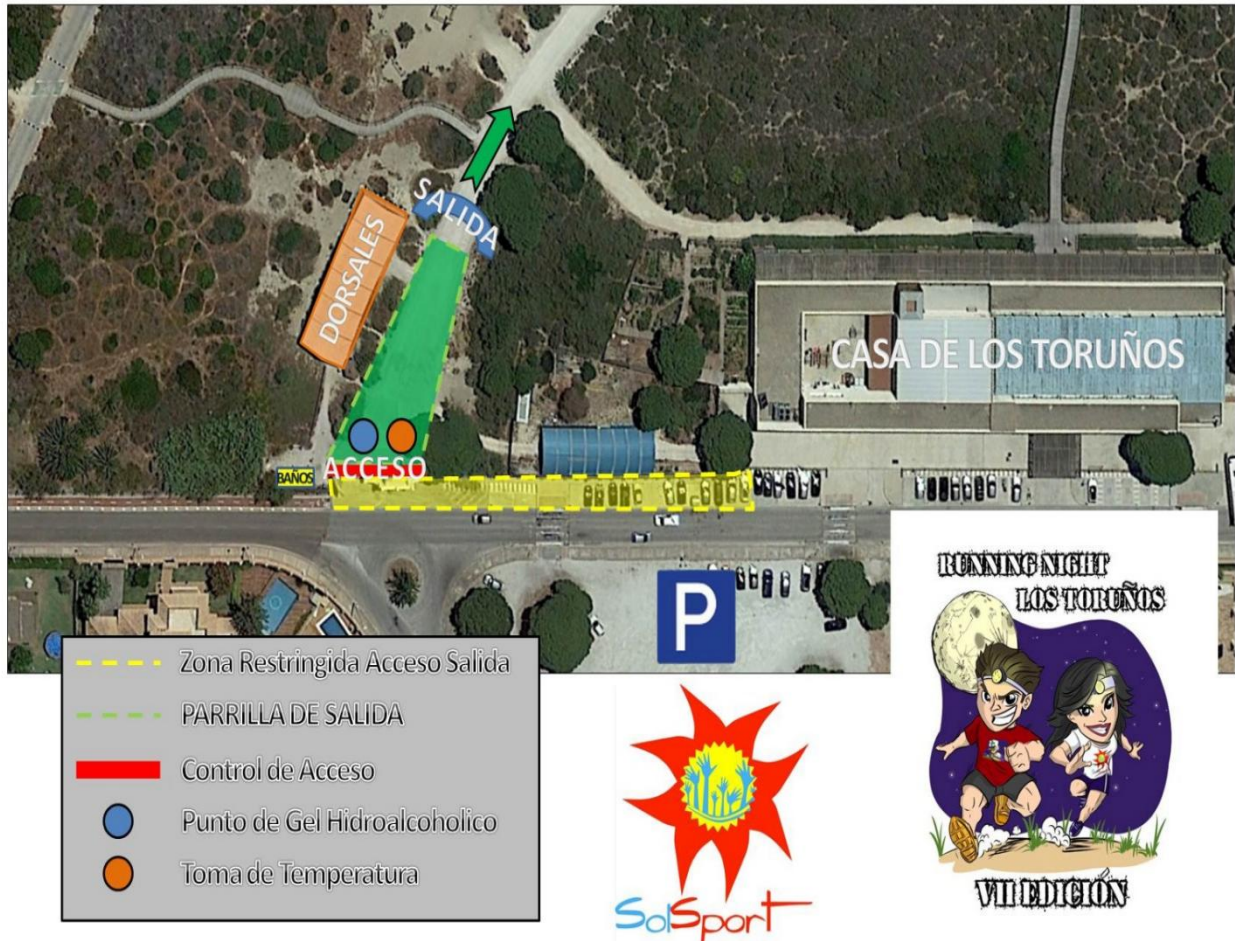 SALIDA
DORSALES
CASA DE LOS TORUÑOS
ACCESO
BAÑOS
P
RUNNING NIGHT
LOS TORUÑOS
VII EDICIÓN
Zona Restringida Acceso Salida
PARRILLA DE SALIDA
Control de Acceso
Punto de Gel Hidroalcoholico
Toma de Temperatura
SolSport